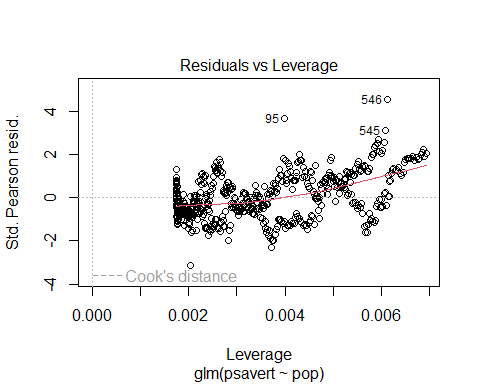 Residuals vs Leverage
Std. Pearson resid.
4
2
0
-2
-4
546
95
545
Cook's distance
0.000 0.002 0.004 0.006
Leverage
glm(psavert ~ pop)